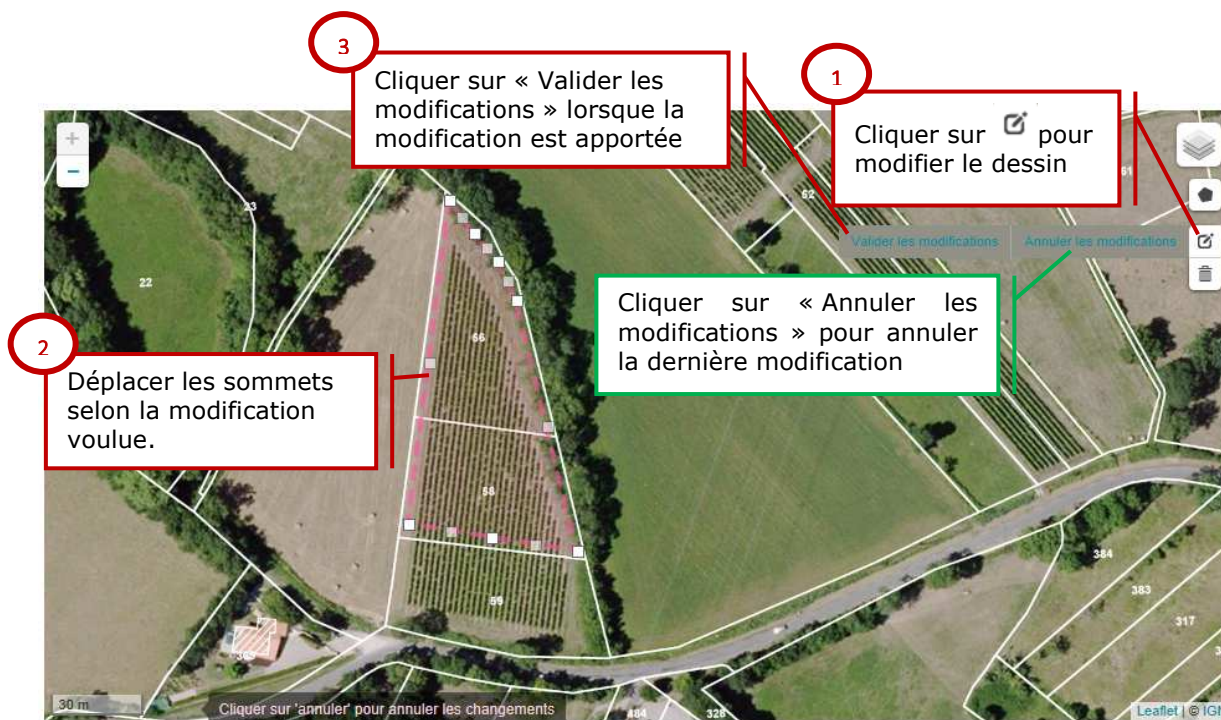 3
Cliquer sur « Valider les
modifications » lorsque la
modification est apportée
1
Cliquer sur pour
modifier le dessin
+
−
23
62
61
22
Valider les modifications
Annuler les modifications
Cliquer sur « Annuler les
modifications » pour annuler
la dernière modification
66
2
Déplacer les sommets
selon la modification
voulue.
58
59
384
383
317
30 m
Cliquer sur 'annuler' pour annuler les changements
484
328
Leaflet | © IGN